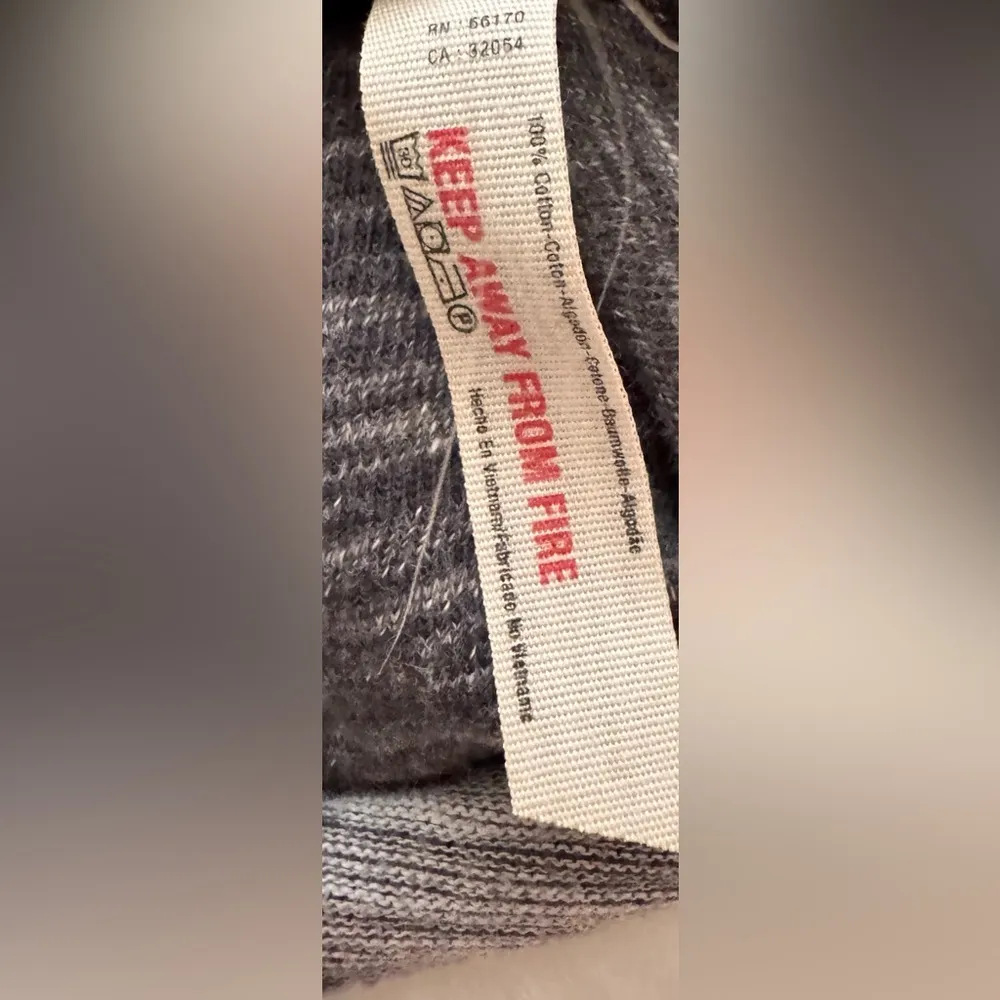 RN : 66170
CA : 32054
100% Cotton-Coton-Algodón-Cotone-Baumwolle-Algodão
KEEP AWAY FROM FIRE
30
P
Hecho En Vietnam/Fabricado No Vietname